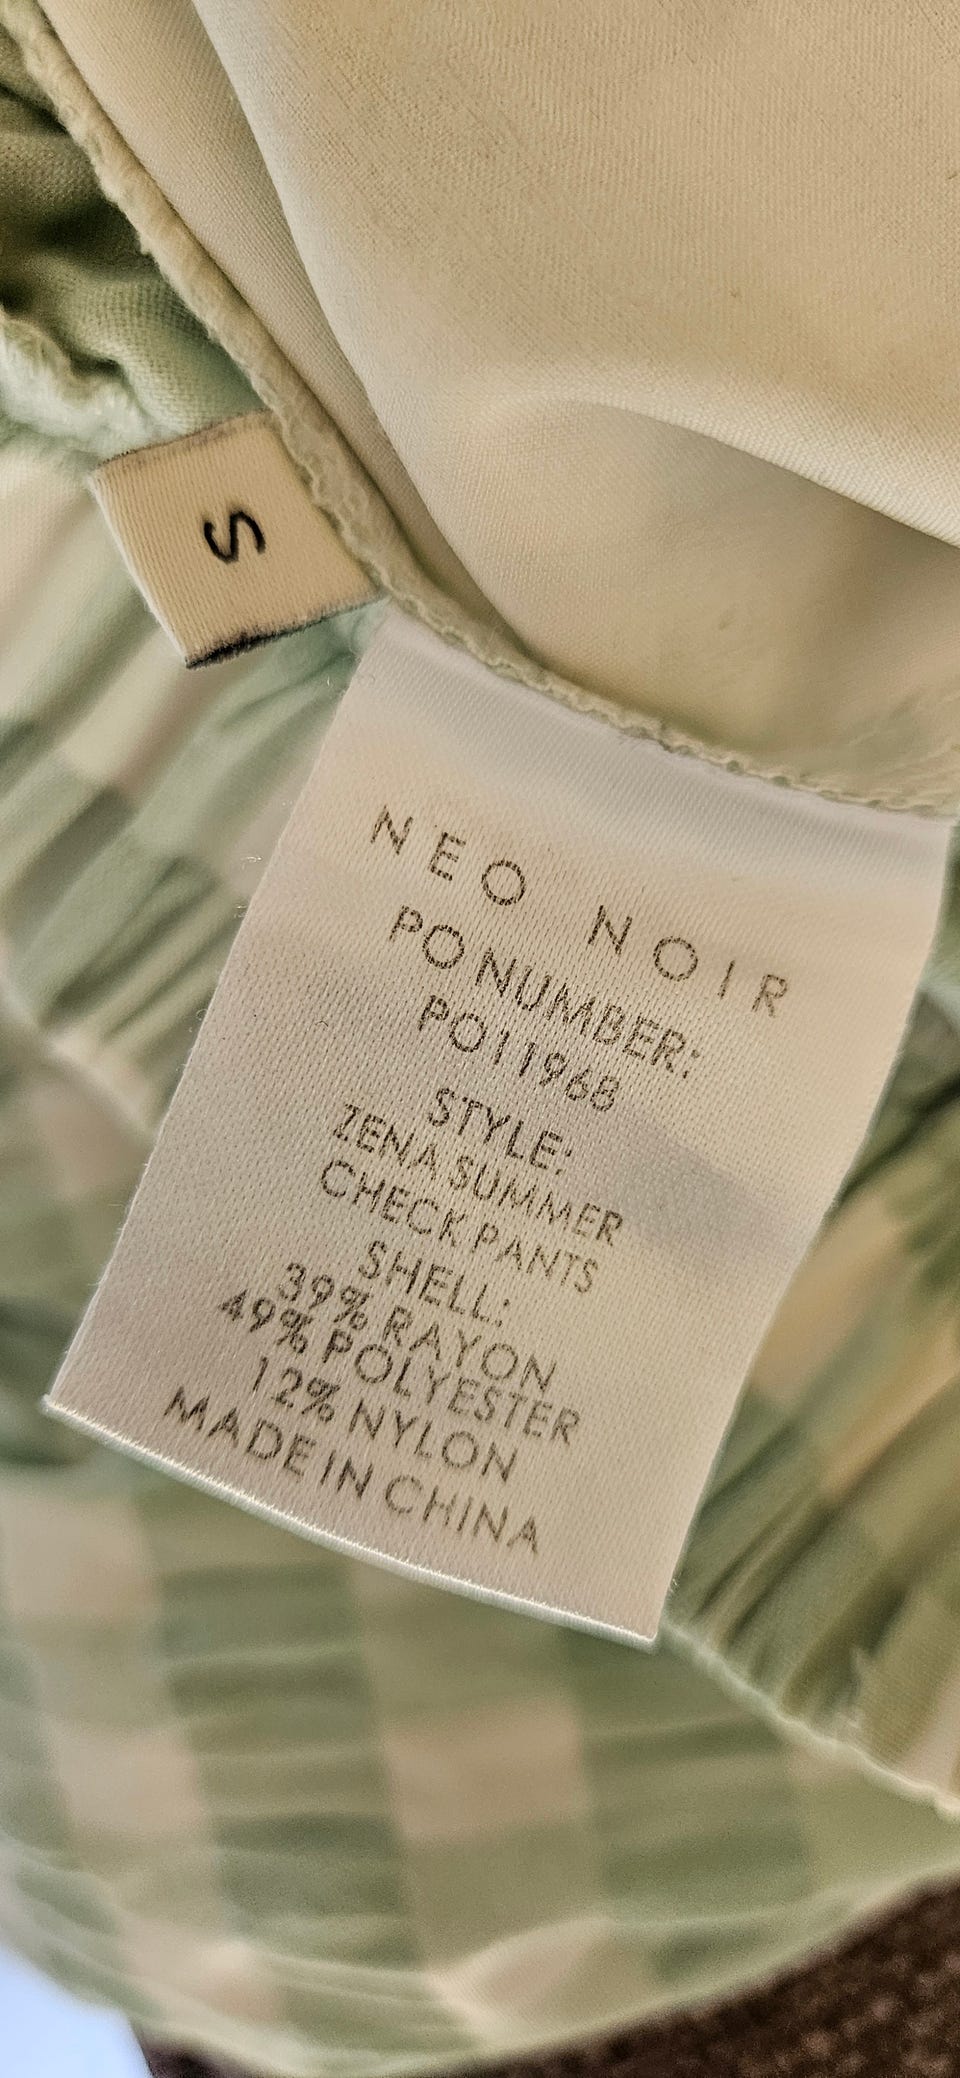 S
NEO NOIR
PO NUMBER:
PO11968
STYLE:
ZENA SUMMER
CHECK PANTS
SHELL:
39% RAYON
49% POLYESTER
12% NYLON
MADE IN CHINA